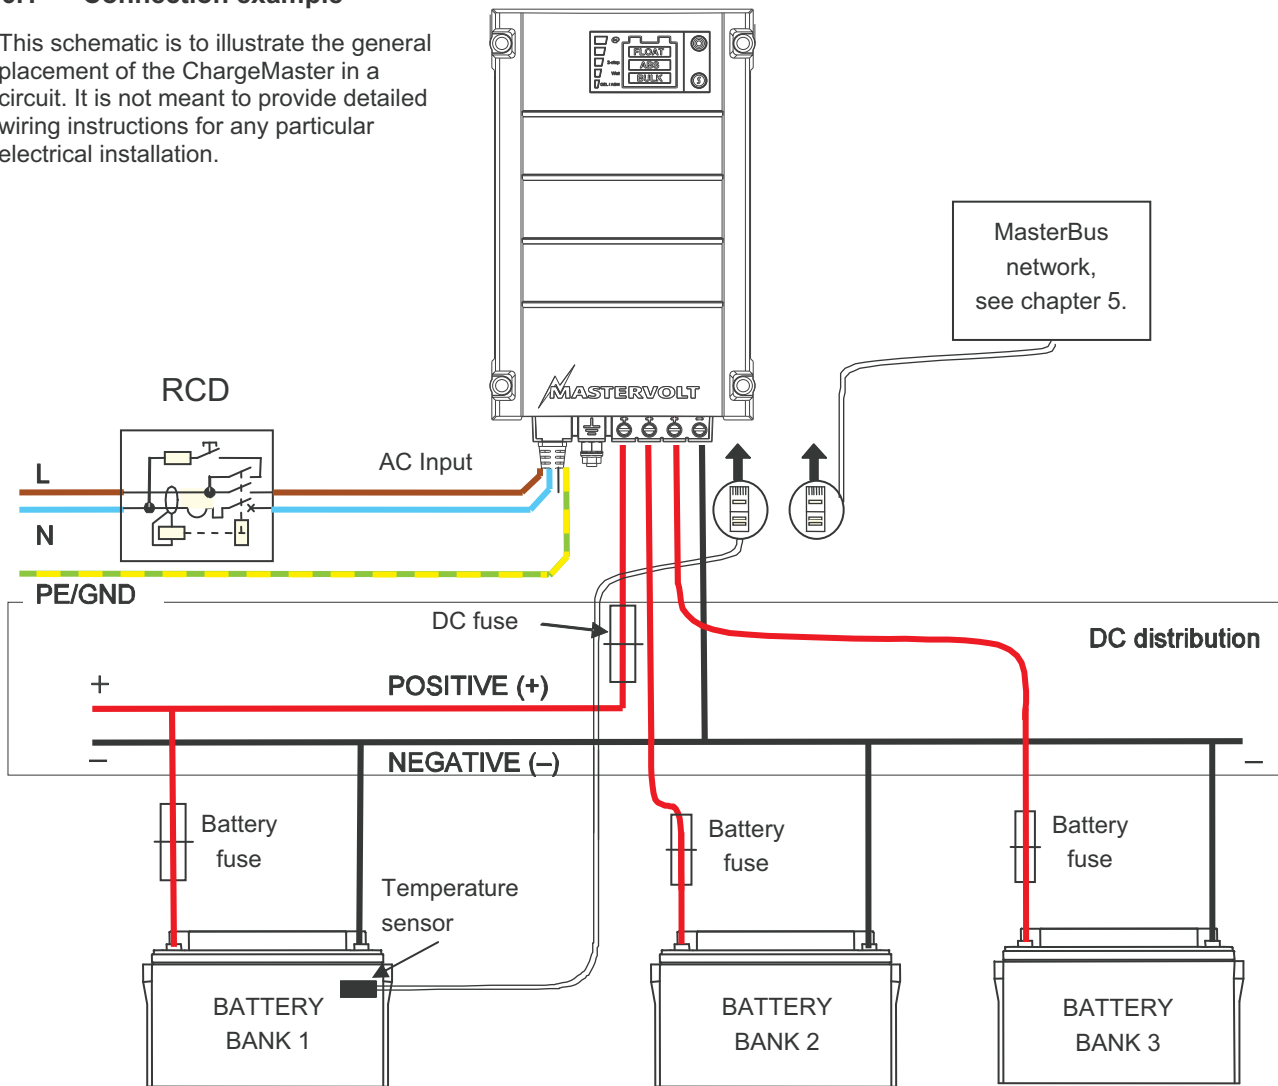 Connection example
This schematic is to illustrate the general
placement of the ChargeMaster in a
circuit. It is not meant to provide detailed
wiring instructions for any particular
electrical installation.
FLOAT
ABS
BULK
MASTERVOLT
MasterBus
network,
see chapter 5.
RCD
L
AC Input
N
PE/GND
DC fuse
DC distribution
+
POSITIVE (+)
–
NEGATIVE (–)
–
Battery
fuse
Battery
fuse
Battery
fuse
Temperature
sensor
BATTERY
BANK 1
BATTERY
BANK 2
BATTERY
BANK 3